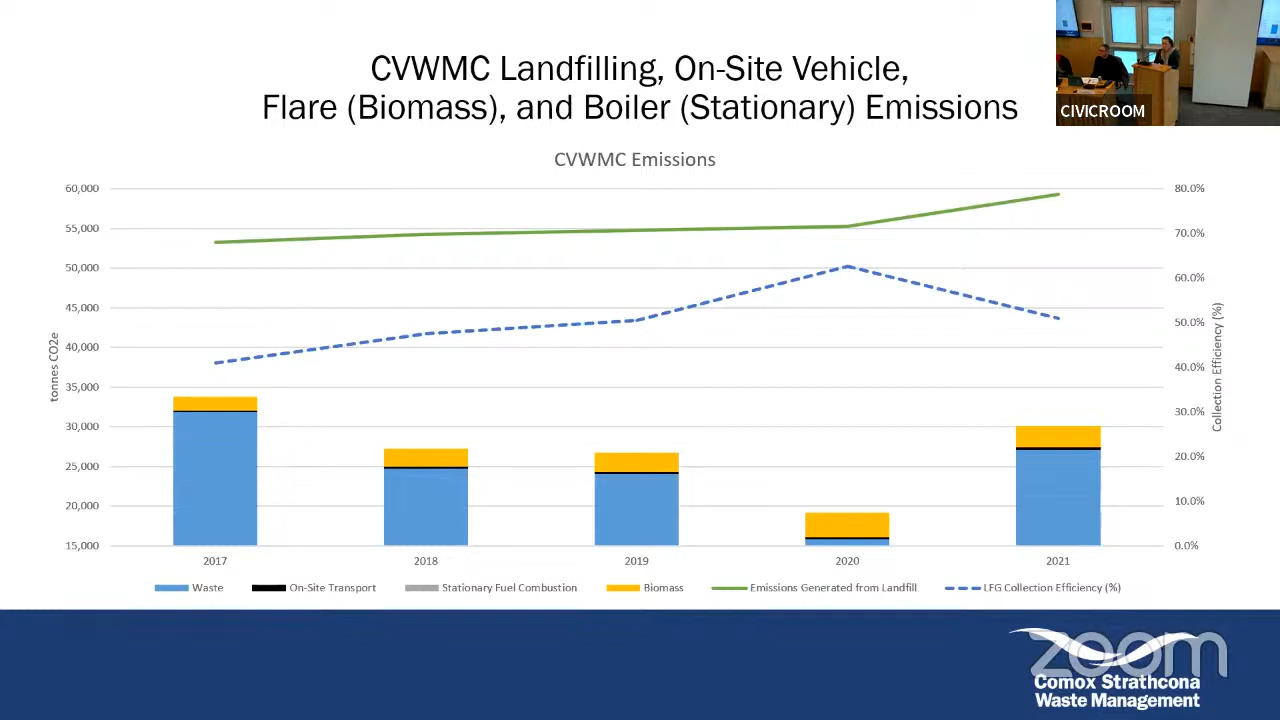 CVWMC Landfilling, On-Site Vehicle,
Flare (Biomass), and Boiler (Stationary) Emissions
CIVICROOM
CVWMC Emissions
60,000
55,000
50,000
45,000
40,000
35,000
30,000
25,000
20,000
15,000
tonnes CO2e
80.0%
70.0%
60.0%
50.0%
40.0%
30.0%
20.0%
10.0%
0.0%
Collection Efficiency (%)
2017 2018 2019 2020 2021
Waste On-Site Transport Stationary Fuel Combustion Biomass Emissions Generated from Landfill LFG Collection Efficiency (%)
zoom
Comox Strathcona
Waste Management